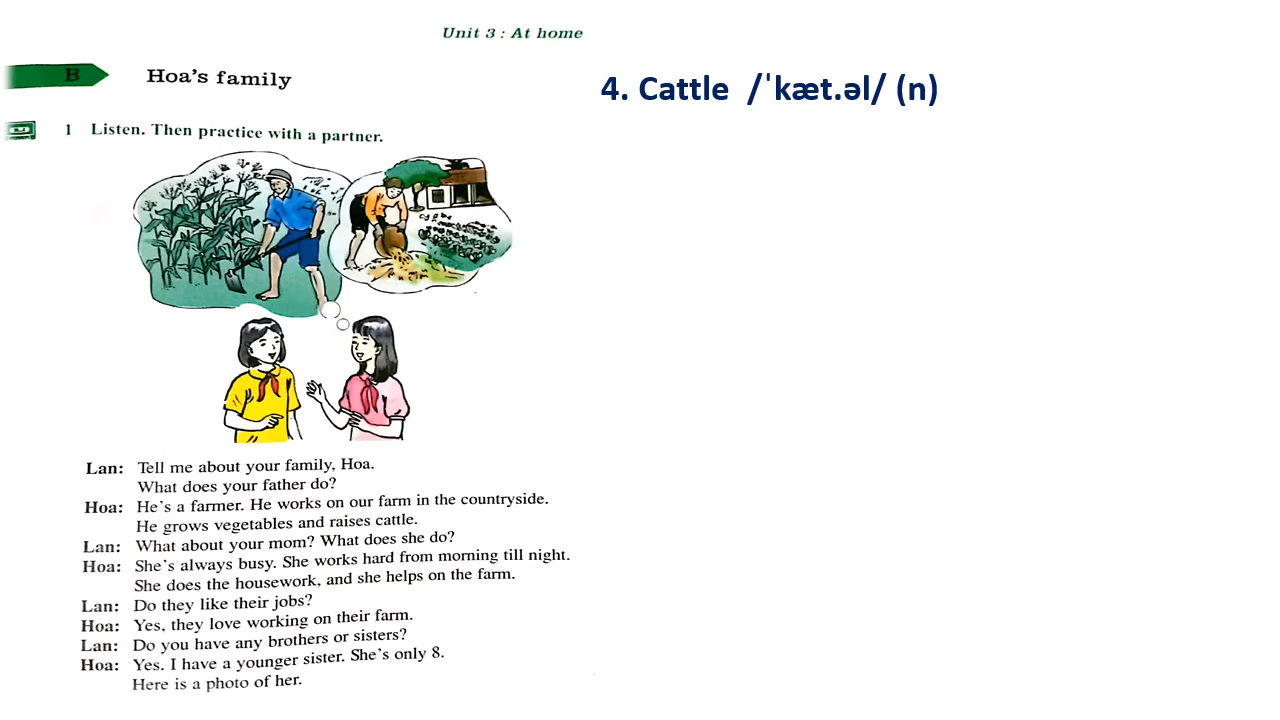 Unit 3 : At home
B Hoa's family
4. Cattle /ˈkæt.əl/ (n)
1 Listen. Then practice with a partner.
Lan: Tell me about your family, Hoa.
What does your father do?
Hoa: He's a farmer. He works on our farm in the countryside.
He grows vegetables and raises cattle.
Lan: What about your mom? What does she do?
Hoa: She's always busy. She works hard from morning till night.
She does the housework, and she helps on the farm.
Lan: Do they like their jobs?
Hoa: Yes, they love working on their farm.
Lan: Do you have any brothers or sisters?
Hoa: Yes. I have a younger sister. She's only 8.
Here is a photo of her.